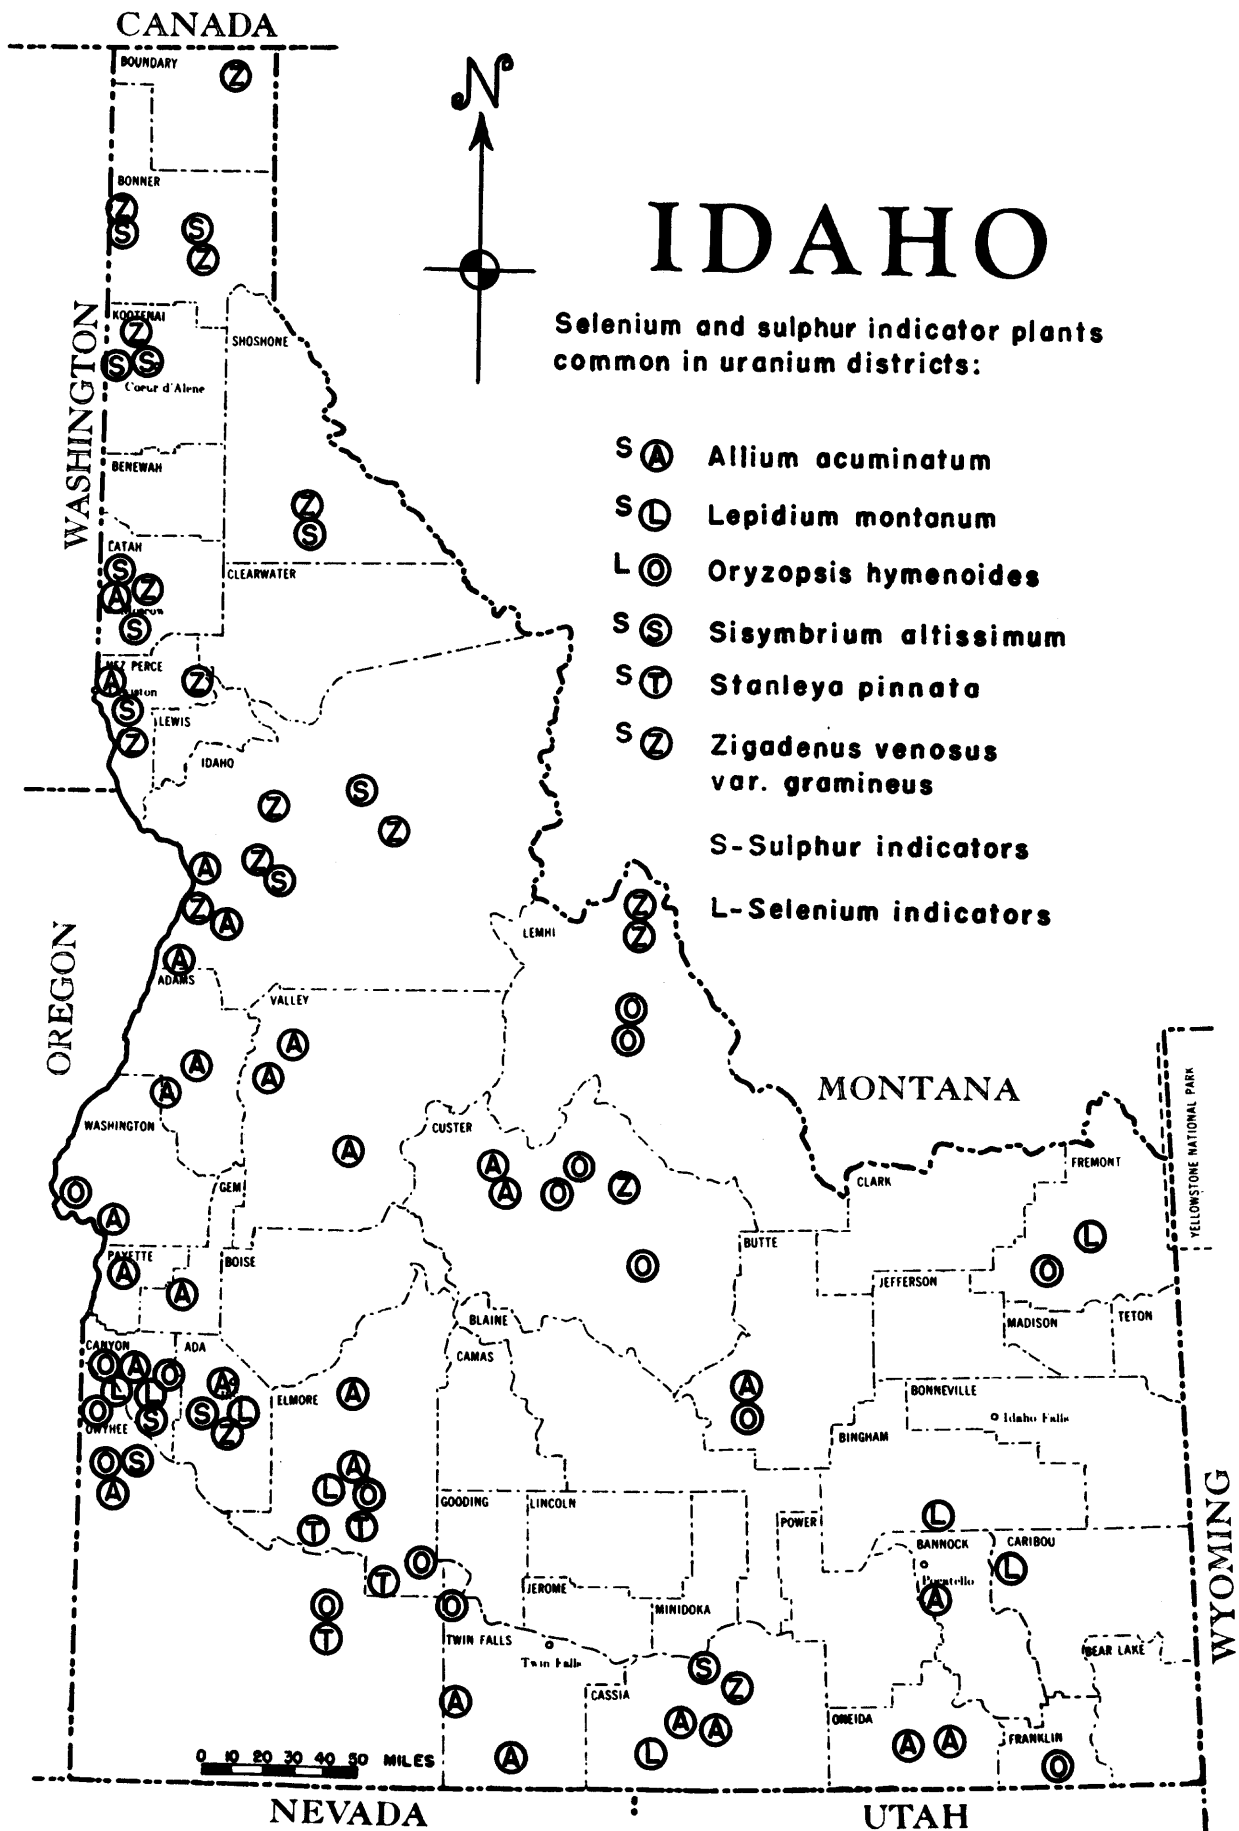 CANADA
N
IDAHO
Selenium and sulphur indicator plants
common in uranium districts:
S A Allium acuminatum
S L Lepidium montanum
L O Oryzopsis hymenoides
S S Sisymbrium altissimum
S T Stanleya pinnata
S Z Zigadenus venosus
var. gramineus
S-Sulphur indicators
L-Selenium indicators
WASHINGTON
OREGON
MONTANA
YELLOWSTONE NATIONAL PARK
WYOMING
BOUNDARY
Z
BONNER
Z
S
S
Z
KOOTENAI
Z
S S
Coeur d'Alene
SHOSHONE
BENEWAH
Z
S
LATAH
S
A Z
S
CLEARWATER
NEZ PERCE
A Z
S
Z
LEWIS
IDAHO
S
Z
Z
A Z
S
Z
A
A
ADAMS
LEMHI
Z
Z
O
O
VALLEY
A
A
A
A
A
WASHINGTON
CUSTER
A O
A O Z
O
O
A
GEM
PAYETTE
A
A
BOISE
CLARK
FREMONT
L
O
BUTTE
JEFFERSON
MADISON
TETON
BLAINE
CAMAS
CANYON
O A O
L L
O S
ADA
A
S L
Z
OWYHEE
O S
A
ELMORE
A
A
L O
T T
T O
O
O
T
A
O
BONNEVILLE
Idaho Falls
BINGHAM
L
GOODING
LINCOLN
POWER
BANNOCK
Pocatello
A
CARIBOU
L
JEROME
MINIDOKA
TWIN FALLS
Twin Falls
A
A
CASSIA
S
Z
A A
L
ONEIDA
A A
BEAR LAKE
FRANKLIN
O
0 10 20 30 40 50 MILES
NEVADA
UTAH